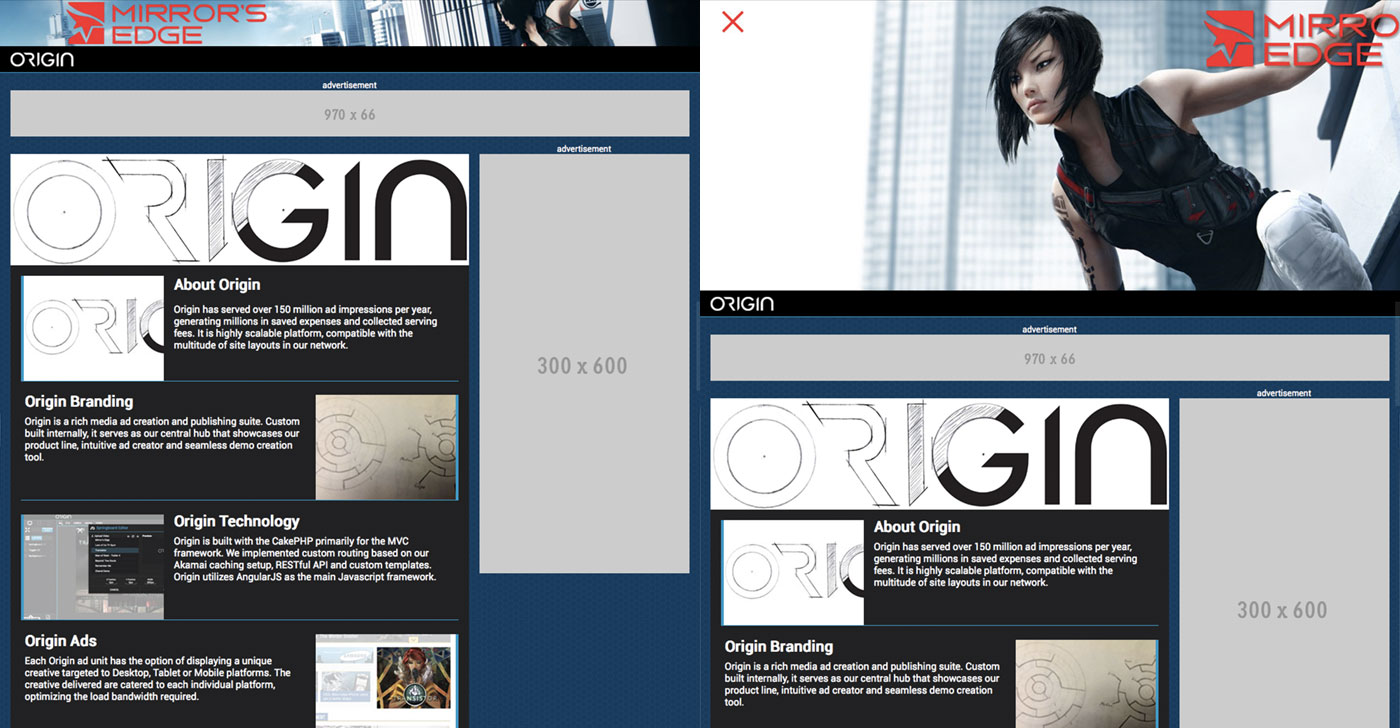 MIRROR'S
EDGE
ORIGIN
advertisement
970 x 66
advertisement
ORIGIN
300 x 600
About Origin
Origin has served over 150 million ad impressions per year,
generating millions in saved expenses and collected serving
fees. It is highly scalable platform, compatible with the
multitude of site layouts in our network.
Origin Branding
Origin is a rich media ad creation and publishing suite. Custom
built internally, it serves as our central hub that showcases our
product line, intuitive ad creator and seamless demo creation
tool.
Origin Technology
Origin is built with the CakePHP primarily for the MVC
framework. We implemented custom routing based on our
Akamai caching setup, RESTful API and custom templates.
Origin utilizes AngularJS as the main Javascript framework.
Origin Ads
Each Origin ad unit has the option of displaying a unique
creative targeted to Desktop, Tablet or Mobile platforms. The
creative delivered are catered to each individual platform,
optimizing the load bandwidth required.
TRANSISTOR
MIRRO
EDGE
ORIGIN
advertisement
970 x 66
advertisement
ORIGIN
300 x 600
About Origin
Origin has served over 150 million ad impressions per year,
generating millions in saved expenses and collected serving
fees. It is highly scalable platform, compatible with the
multitude of site layouts in our network.
Origin Branding
Origin is a rich media ad creation and publishing suite. Custom
built internally, it serves as our central hub that showcases our
product line, intuitive ad creator and seamless demo creation
tool.